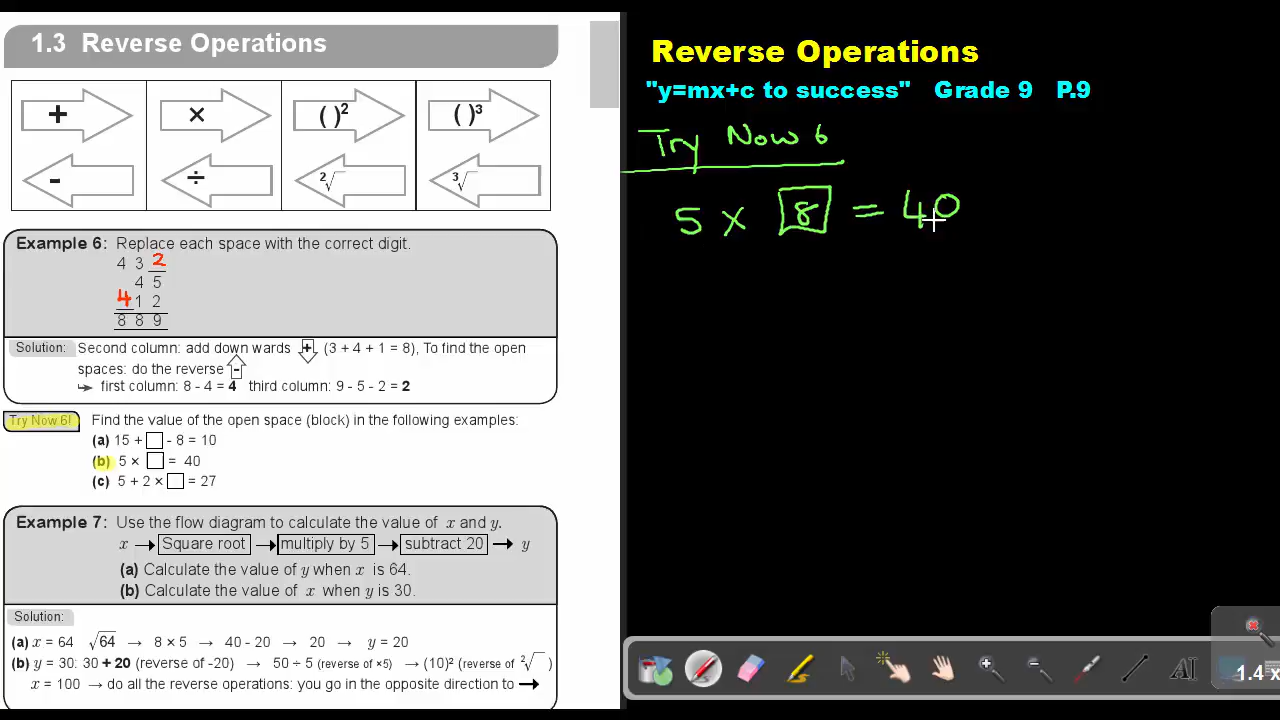 1.3 Reverse Operations
+ × ( )² ( )³
- ÷ ²√ ³√
Example 6: Replace each space with the correct digit.
4 3 2
4 5
4 1 2
8 8 9
Solution: Second column: add down wards + (3 + 4 + 1 = 8), To find the open
spaces: do the reverse -
↳ first column: 8 - 4 = 4 third column: 9 - 5 - 2 = 2
Try Now 6! Find the value of the open space (block) in the following examples:
(a) 15 + □ - 8 = 10
(b) 5 × □ = 40
(c) 5 + 2 × □ = 27
Example 7: Use the flow diagram to calculate the value of x and y.
x → Square root → multiply by 5 → subtract 20 → y
(a) Calculate the value of y when x is 64.
(b) Calculate the value of x when y is 30.
Solution:
(a) x = 64 √64 → 8 × 5 → 40 - 20 → 20 → y = 20
(b) y = 30: 30 + 20 (reverse of -20) → 50 ÷ 5 (reverse of ×5) → (10)² (reverse of ²√ )
x = 100 → do all the reverse operations: you go in the opposite direction to →
Reverse Operations
"y=mx+c to success" Grade 9 P.9
Try Now 6
5 x 8 = 40
AI
1.4 x